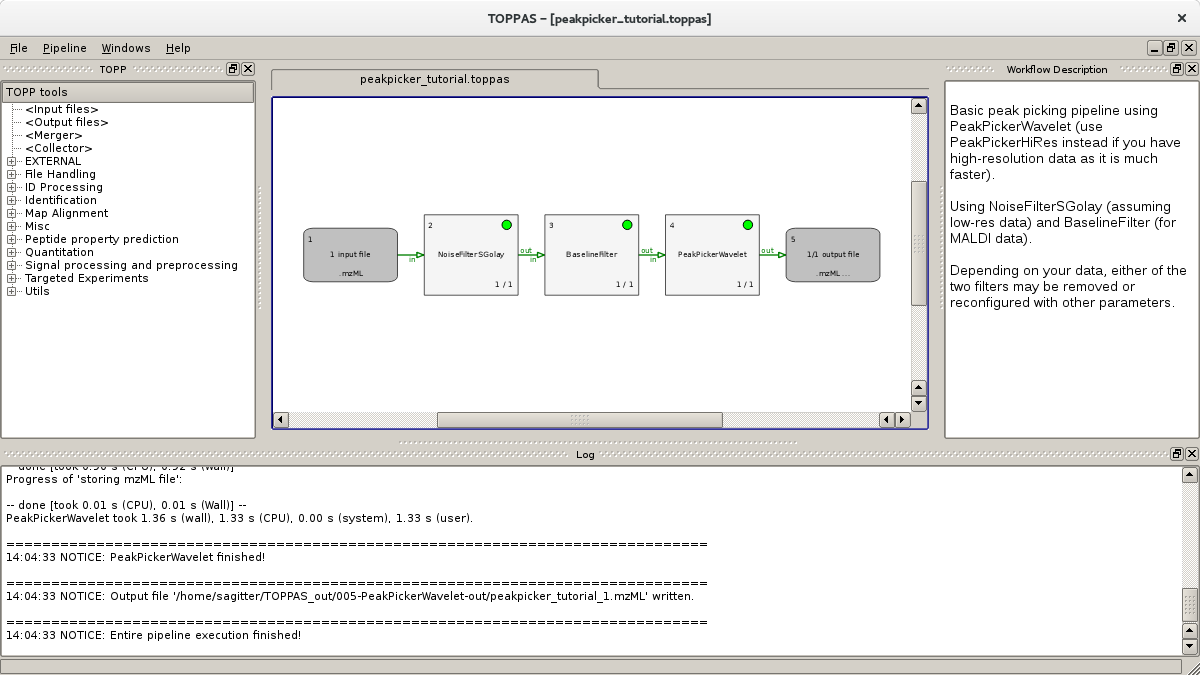 TOPPAS – [peakpicker_tutorial.toppas]
File Pipeline Windows Help
TOPP
TOPP tools
<Input files>
<Output files>
<Merger>
<Collector>
EXTERNAL
File Handling
ID Processing
Identification
Map Alignment
Misc
Peptide property prediction
Quantitation
Signal processing and preprocessing
Targeted Experiments
Utils
peakpicker_tutorial.toppas
1
1 input file
.mzML
in
2
NoiseFilterSGolay
1 / 1
out
in
3
BaselineFilter
1 / 1
out
in
4
PeakPickerWavelet
1 / 1
out
5
1/1 output file
.mzML ...
Workflow Description
Basic peak picking pipeline using
PeakPickerWavelet (use
PeakPickerHiRes instead if you have
high-resolution data as it is much
faster).
Using NoiseFilterSGolay (assuming
low-res data) and BaselineFilter (for
MALDI data).
Depending on your data, either of the
two filters may be removed or
reconfigured with other parameters.
Log
Progress of 'storing mzML file':
-- done [took 0.01 s (CPU), 0.01 s (Wall)] --
PeakPickerWavelet took 1.36 s (wall), 1.33 s (CPU), 0.00 s (system), 1.33 s (user).
==============================================================================
14:04:33 NOTICE: PeakPickerWavelet finished!
==============================================================================
14:04:33 NOTICE: Output file '/home/sagitter/TOPPAS_out/005-PeakPickerWavelet-out/peakpicker_tutorial_1.mzML' written.
==============================================================================
14:04:33 NOTICE: Entire pipeline execution finished!